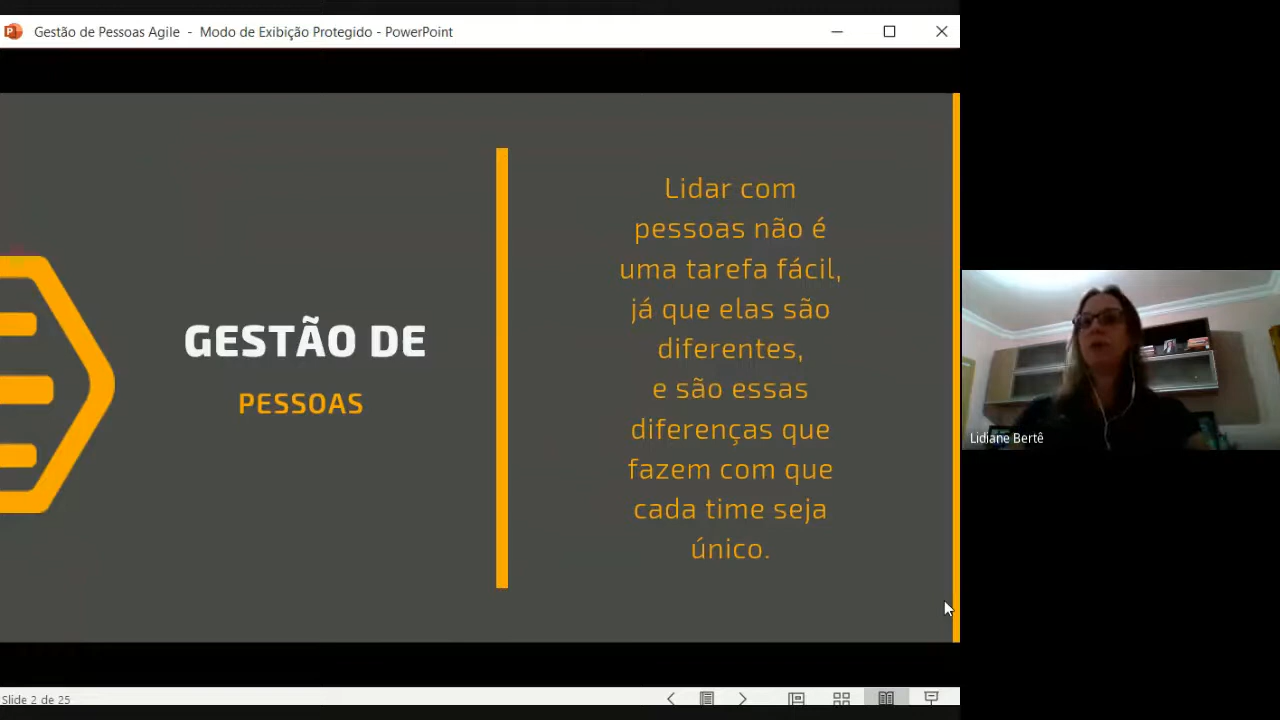 Gestão de Pessoas Agile - Modo de Exibição Protegido - PowerPoint
GESTÃO DE
PESSOAS
Lidar com
pessoas não é
uma tarefa fácil,
já que elas são
diferentes,
e são essas
diferenças que
fazem com que
cada time seja
único.
Lidiane Bertê
Slide 2 de 25